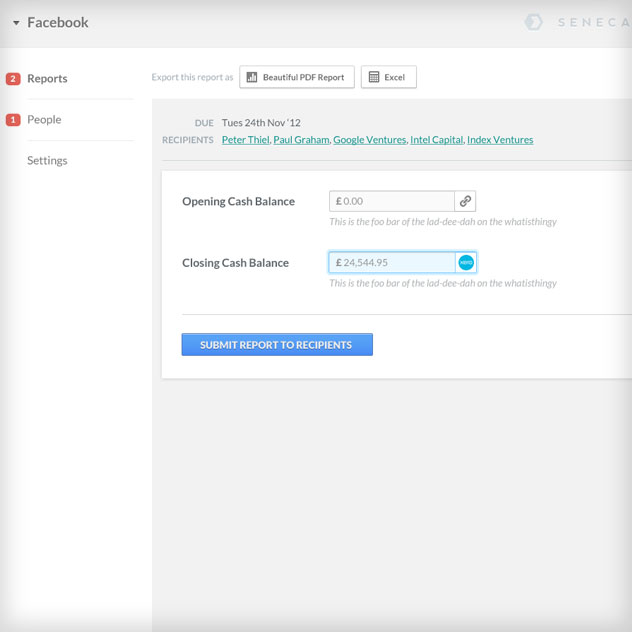 Facebook
SENECA
2 Reports
1 People
Settings
Export this report as Beautiful PDF Report Excel
DUE Tues 24th Nov '12
RECIPIENTS Peter Thiel, Paul Graham, Google Ventures, Intel Capital, Index Ventures
Opening Cash Balance £ 0.00
This is the foo bar of the lad-dee-dah on the whatisthingy
Closing Cash Balance £ 24,544.95 xero
This is the foo bar of the lad-dee-dah on the whatisthingy
SUBMIT REPORT TO RECIPIENTS